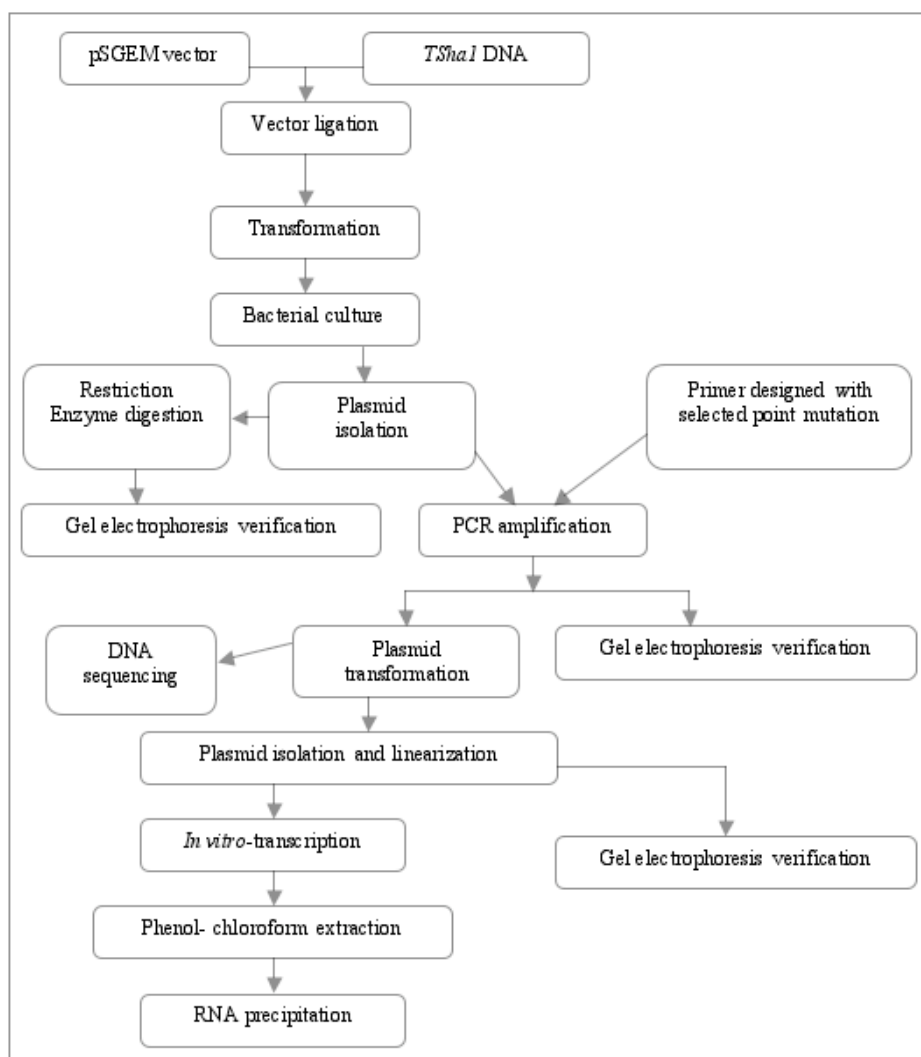 pSGEM vector
TSha1 DNA
Vector ligation
Transformation
Bacterial culture
Restriction
Enzyme digestion
Plasmid
isolation
Primer designed with
selected point mutation
Gel electrophoresis verification
PCR amplification
DNA
sequencing
Plasmid
transformation
Gel electrophoresis verification
Plasmid isolation and linearization
In vitro-transcription
Gel electrophoresis verification
Phenol- chloroform extraction
RNA precipitation